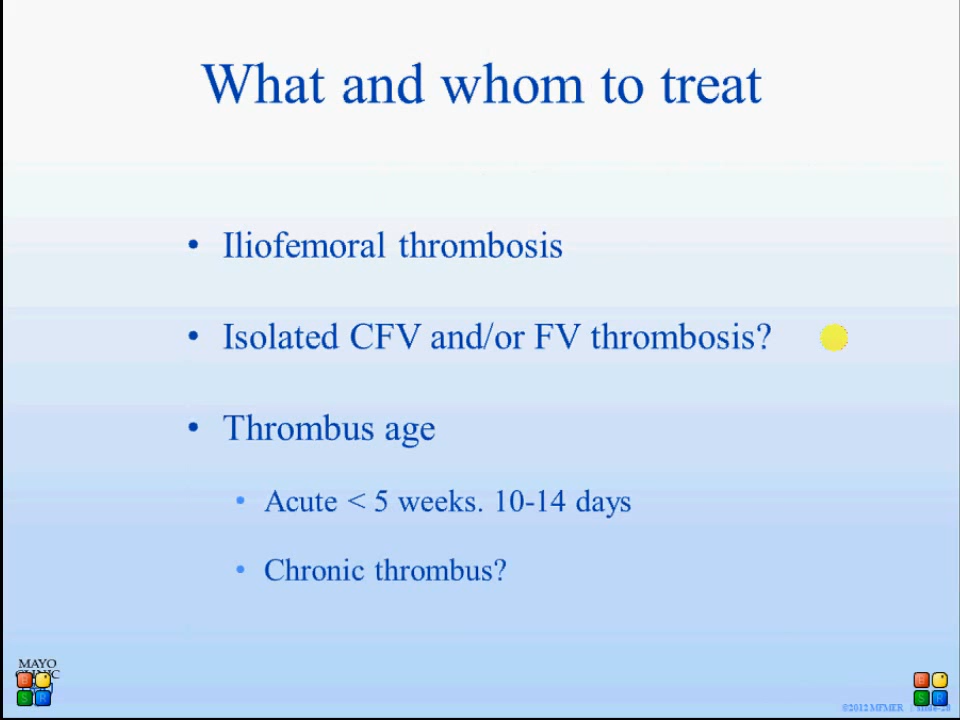 What and whom to treat
• Iliofemoral thrombosis
• Isolated CFV and/or FV thrombosis?
• Thrombus age
• Acute < 5 weeks. 10-14 days
• Chronic thrombus?
MAYO
©2012 MFMER